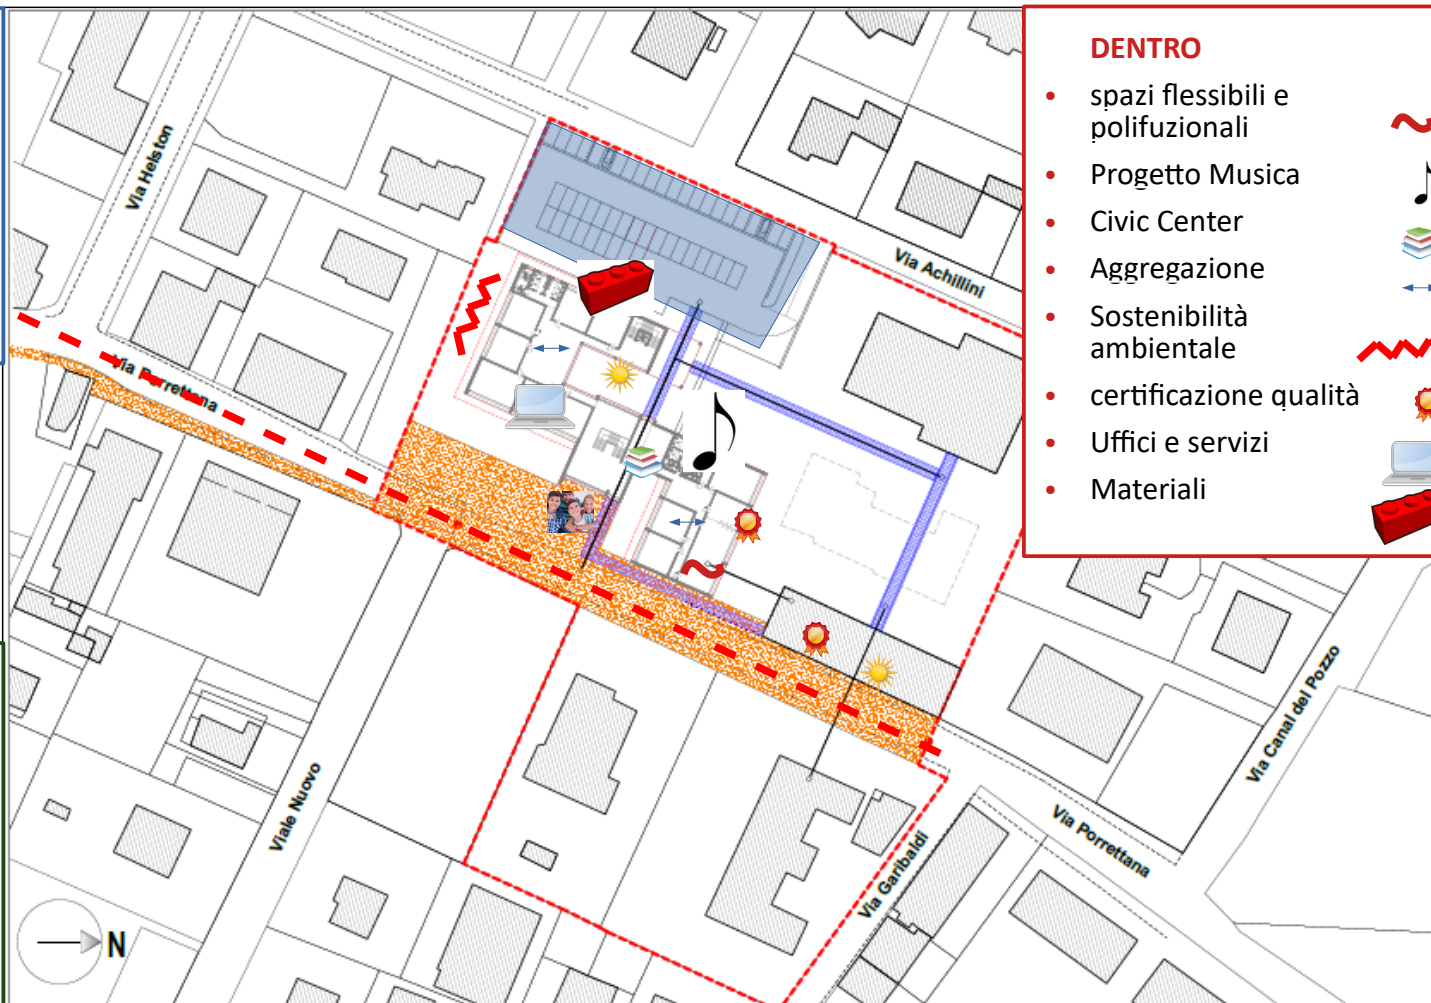 DENTRO
• spazi flessibili e
polifuzionali
• Progetto Musica
• Civic Center
• Aggregazione
• Sostenibilità
ambientale
• certificazione qualità
• Uffici e servizi
• Materiali
Via Helston
Via Achillini
Via Porrettana
Viale Nuovo
Via Canal del Pozzo
Via Porrettana
Via Garibaldi
N